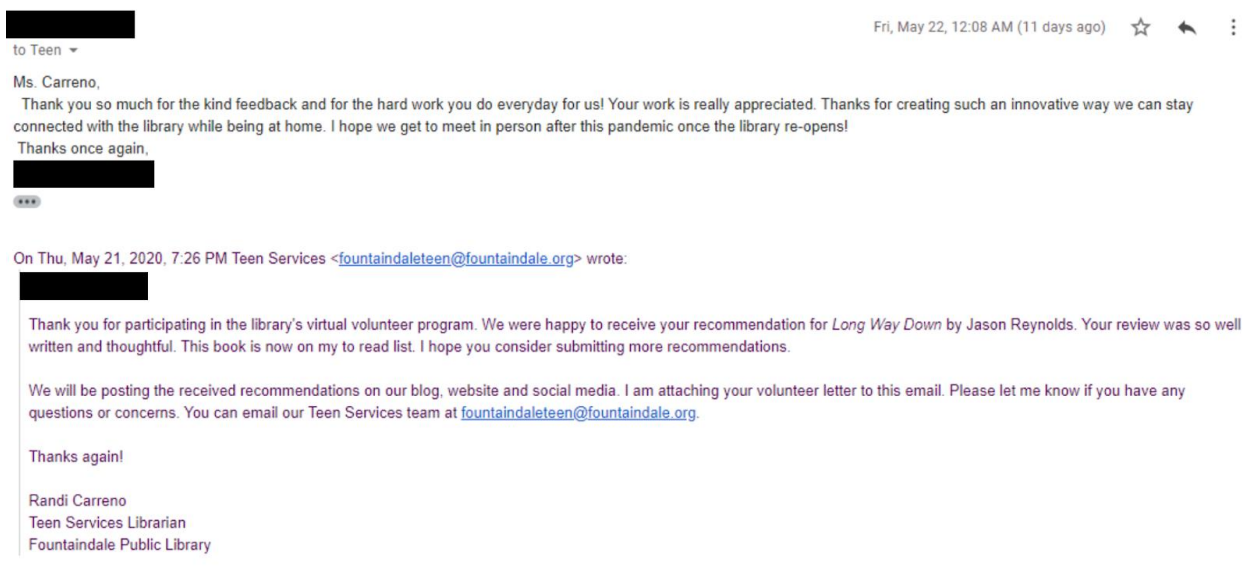 Fri, May 22, 12:08 AM (11 days ago)
to Teen
Ms. Carreno,
Thank you so much for the kind feedback and for the hard work you do everyday for us! Your work is really appreciated. Thanks for creating such an innovative way we can stay
connected with the library while being at home. I hope we get to meet in person after this pandemic once the library re-opens!
Thanks once again,
On Thu, May 21, 2020, 7:26 PM Teen Services <fountaindaleteen@fountaindale.org> wrote:
Thank you for participating in the library's virtual volunteer program. We were happy to receive your recommendation for Long Way Down by Jason Reynolds. Your review was so well
written and thoughtful. This book is now on my to read list. I hope you consider submitting more recommendations.
We will be posting the received recommendations on our blog, website and social media. I am attaching your volunteer letter to this email. Please let me know if you have any
questions or concerns. You can email our Teen Services team at fountaindaleteen@fountaindale.org.
Thanks again!
Randi Carreno
Teen Services Librarian
Fountaindale Public Library